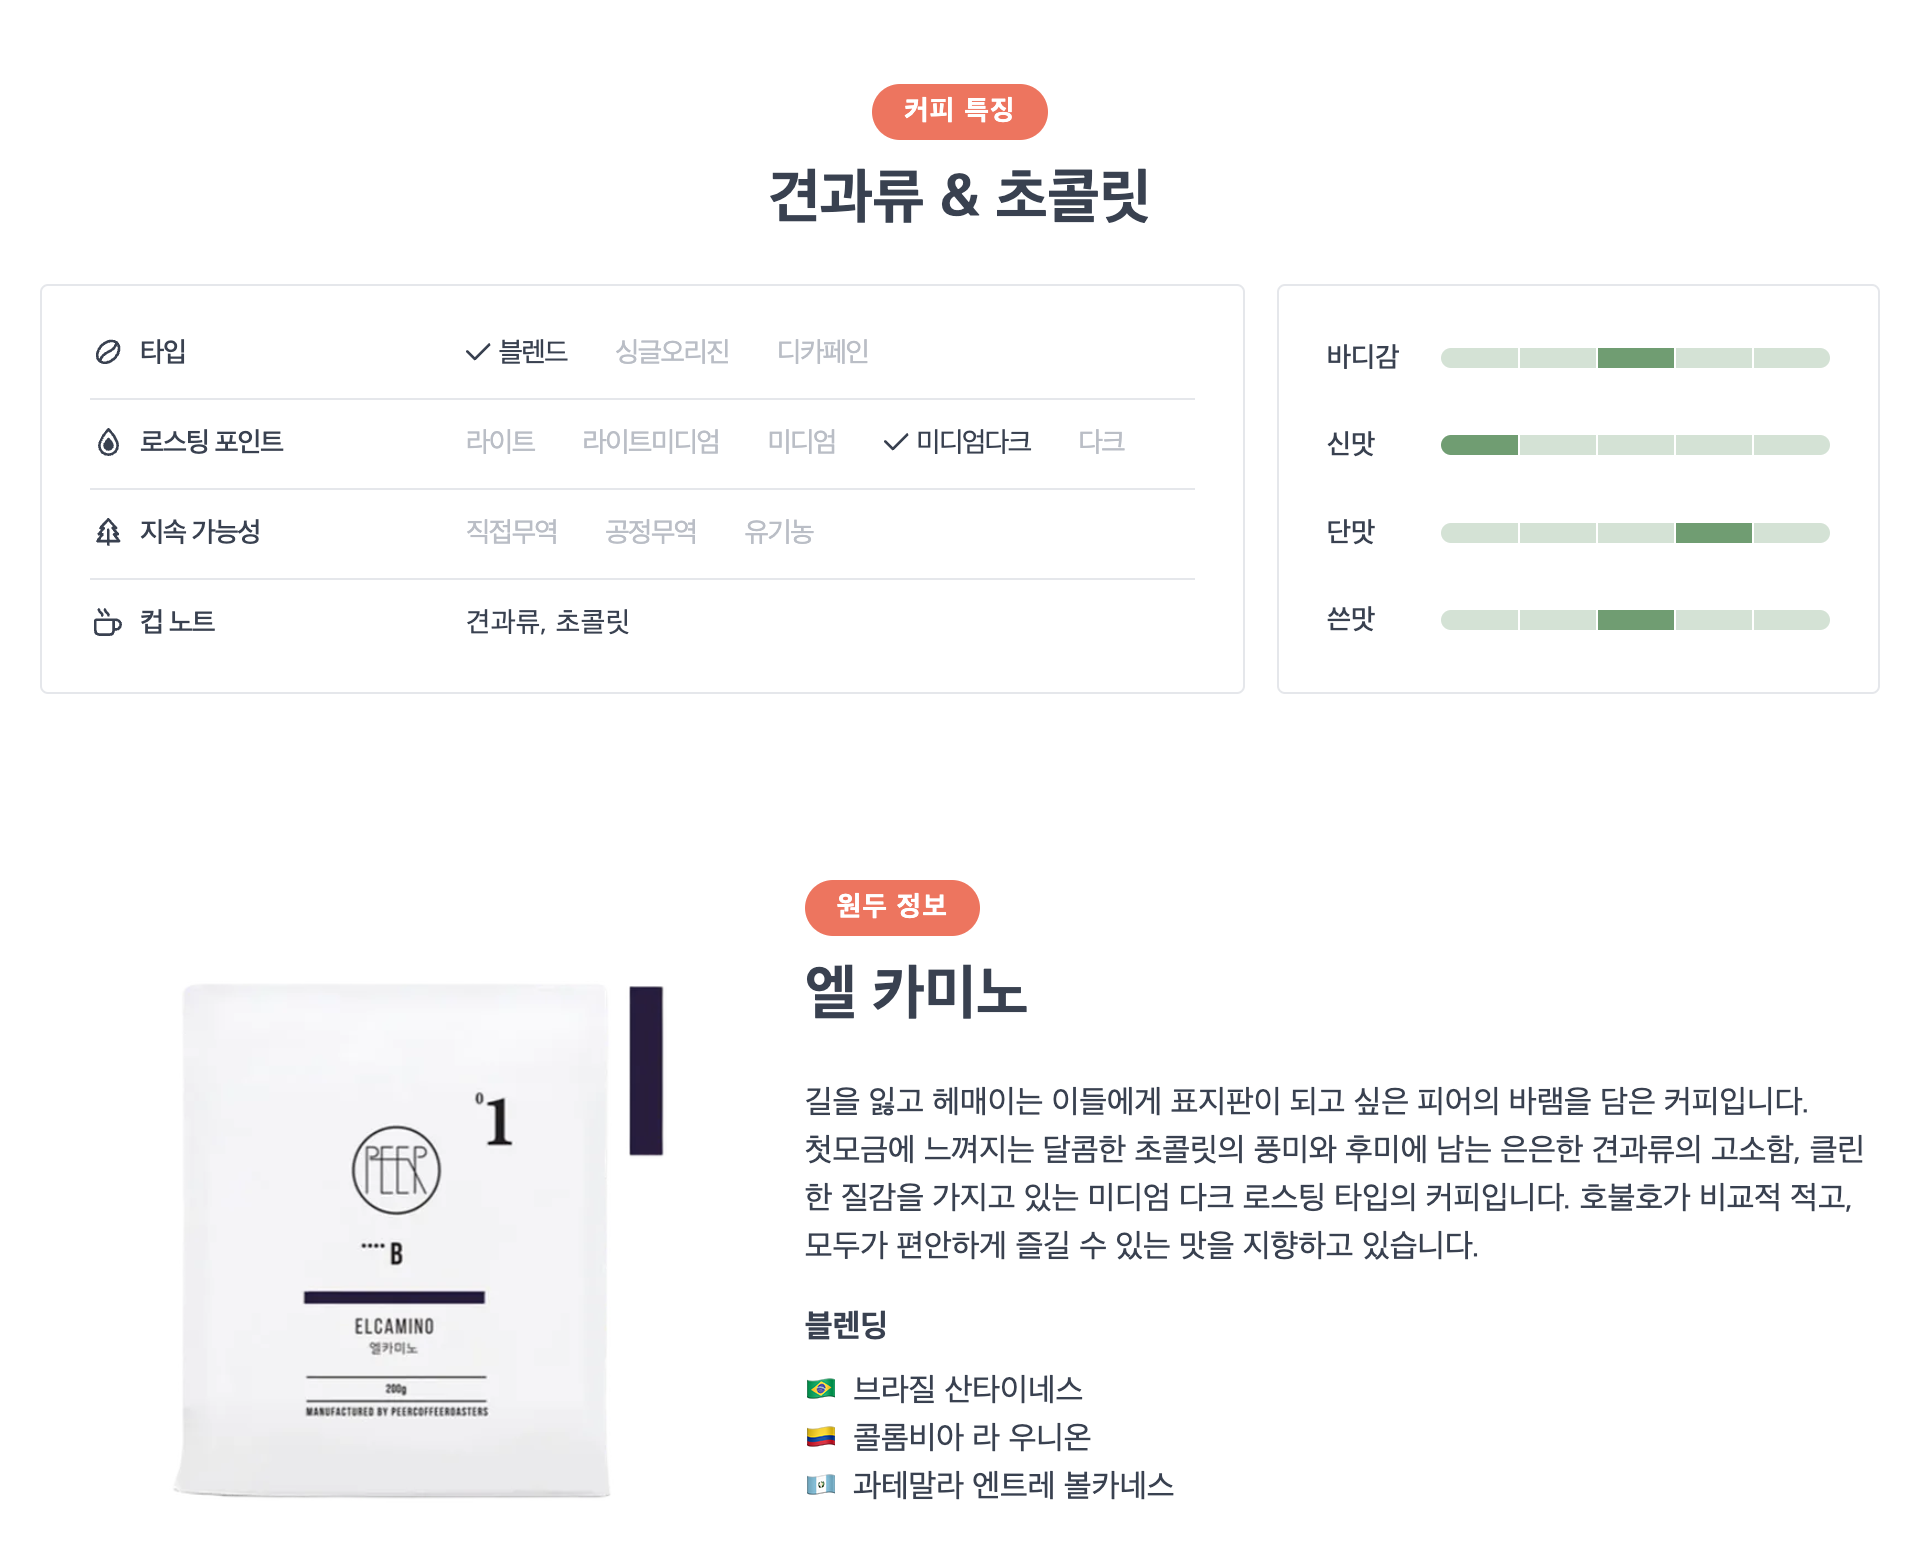 커피 특징
견과류 & 초콜릿
타입 블렌드 싱글오리진 디카페인
로스팅 포인트 라이트 라이트미디엄 미디엄 미디엄다크 다크
지속 가능성 직접무역 공정무역 유기농
컵 노트 견과류, 초콜릿
바디감
신맛
단맛
쓴맛
원두 정보
엘 카미노
길을 잃고 헤매이는 이들에게 표지판이 되고 싶은 피어의 바램을 담은 커피입니다.
첫모금에 느껴지는 달콤한 초콜릿의 풍미와 후미에 남는 은은한 견과류의 고소함, 클린
한 질감을 가지고 있는 미디엄 다크 로스팅 타입의 커피입니다. 호불호가 비교적 적고,
모두가 편안하게 즐길 수 있는 맛을 지향하고 있습니다.
블렌딩
브라질 산타이네스
콜롬비아 라 우니온
과테말라 엔트레 볼카네스
01
PEER
B
ELCAMINO
엘카미노
200g
MANUFACTURED BY PEERCOFFEEROASTERS